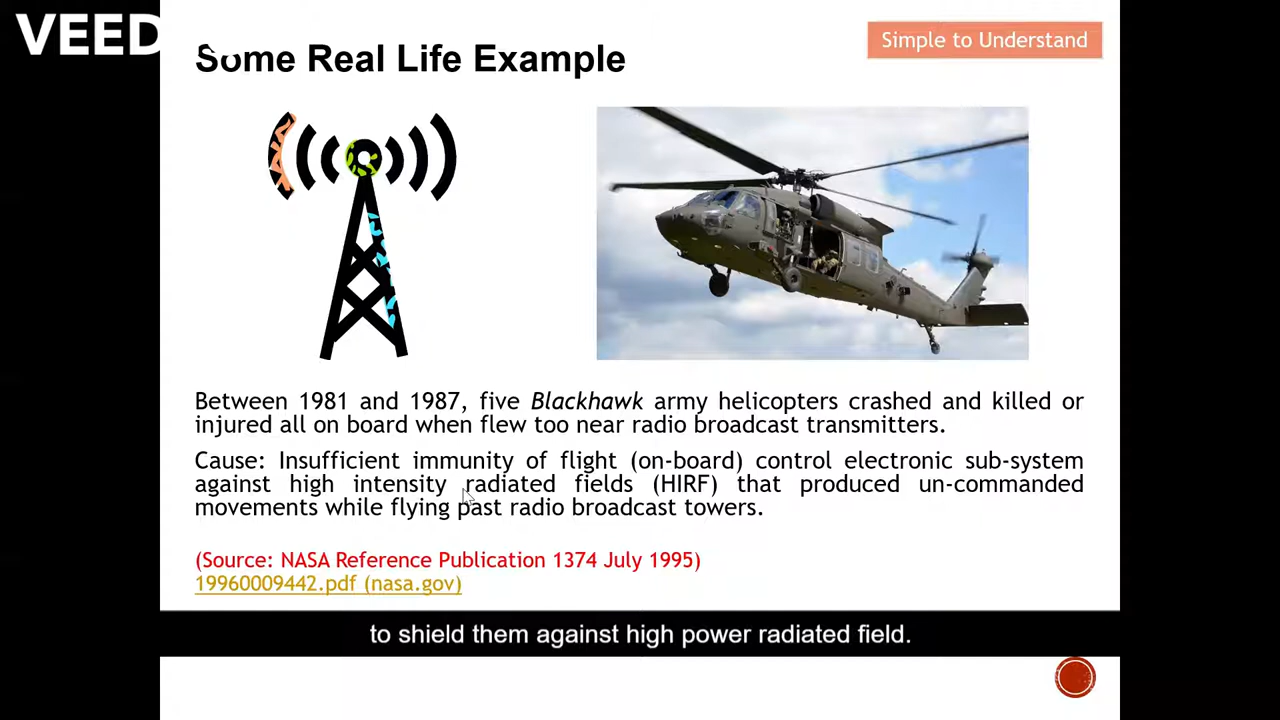 VEED
Simple to Understand
Some Real Life Example
Between 1981 and 1987, five Blackhawk army helicopters crashed and killed or
injured all on board when flew too near radio broadcast transmitters.
Cause: Insufficient immunity of flight (on-board) control electronic sub-system
against high intensity radiated fields (HIRF) that produced un-commanded
movements while flying past radio broadcast towers.
(Source: NASA Reference Publication 1374 July 1995)
19960009442.pdf (nasa.gov)
to shield them against high power radiated field.